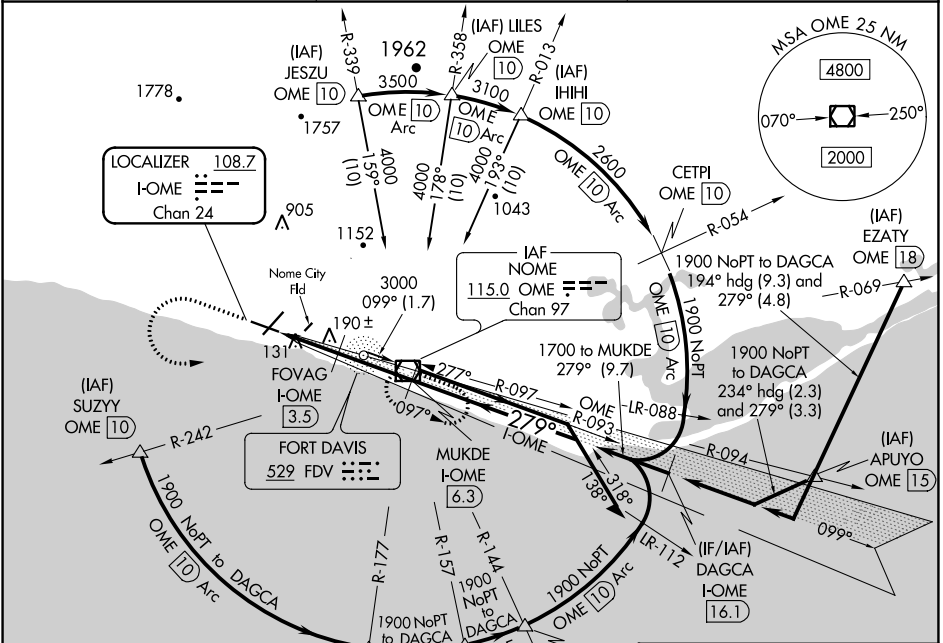 (IAF)
JESZU
OME 10
R-339
1962
R-358
(IAF) LILES
OME
10
R-013
(IAF)
IHIHI
OME 10
MSA OME 25 NM
4800
070°
250°
2000
1778
1757
3500
OME 10
Arc
3100
OME
10 Arc
4000
159°
(10)
4000
178°
(10)
4000
193°
(10)
1043
2600
OME 10 Arc
CETPI
OME 10
R-054
LOCALIZER 108.7
I-OME
Chan 24
905
1152
(IAF)
EZATY
OME 18
R-069
1900 NoPT to DAGCA
194° hdg (9.3) and
279° (4.8)
IAF
NOME
115.0 OME
Chan 97
Nome City
Fld
190±
3000
099° (1.7)
131
FOVAG
I-OME
3.5
OME 10 Arc
1900 NoPT
1700 to MUKDE
279° (9.7)
1900 NoPT
to DAGCA
234° hdg (2.3)
and 279° (3.3)
277°
R-097
097°
279°
I-OME
OME
R-093
LR-088
R-094
(IAF)
APUYO
OME 15
(IAF)
SUZYY
OME 10
R-242
FORT DAVIS
529 FDV
MUKDE
I-OME
6.3
138°
318°
099°
LR-112
(IF/IAF)
DAGCA
I-OME
16.1
1900 NoPT to DAGCA
OME 10 Arc
R-177
R-157
R-144
1900 NoPT
to DAGCA
1900
NoPT
to
DAGCA
1900 NoPT
OME 10 Arc